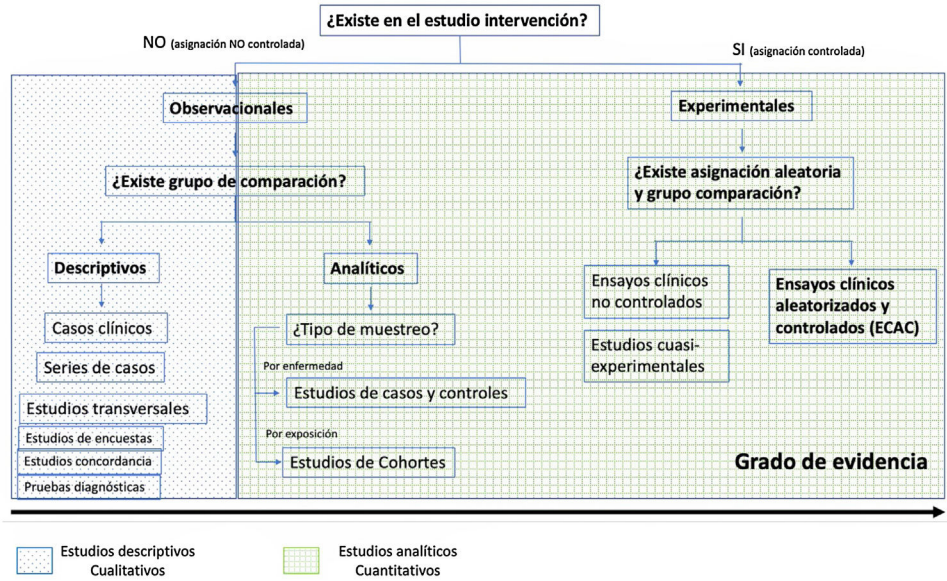 ¿Existe en el estudio intervención?
NO (asignación NO controlada)
SI (asignación controlada)
Observacionales
Experimentales
¿Existe grupo de comparación?
¿Existe asignación aleatoria
y grupo comparación?
Descriptivos
Analíticos
Ensayos clínicos
no controlados
Ensayos clínicos
aleatorizados y
controlados (ECAC)
Casos clínicos
¿Tipo de muestreo?
Estudios cuasi-
experimentales
Series de casos
Por enfermedad
Estudios de casos y controles
Estudios transversales
Estudios de encuestas
Por exposición
Estudios concordancia
Estudios de Cohortes
Grado de evidencia
Pruebas diagnósticas
Estudios descriptivos
Cualitativos
Estudios analíticos
Cuantitativos